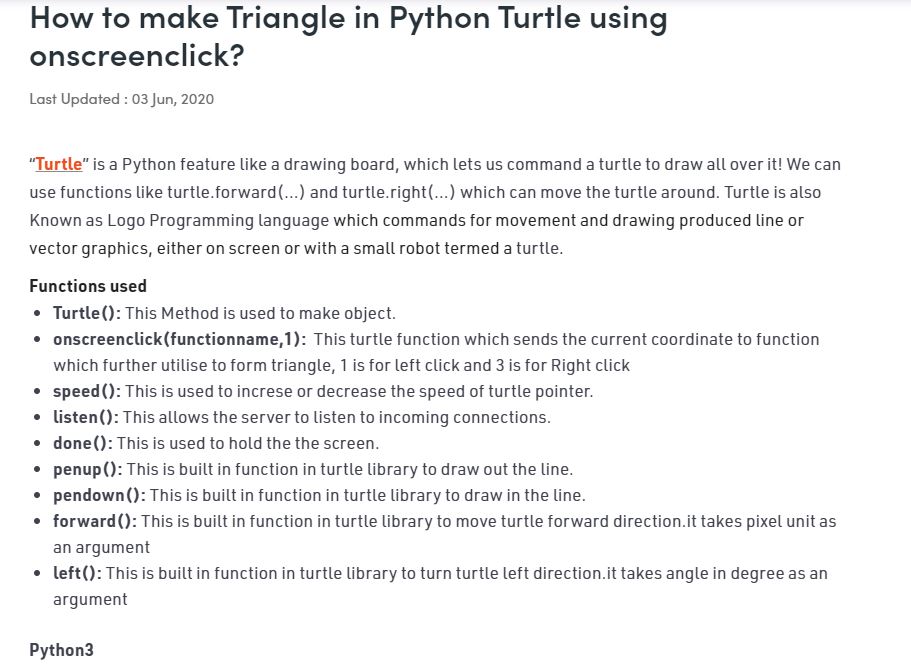 How to make Triangle in Python Turtle using
onscreenclick?
Last Updated : 03 Jun, 2020
“Turtle” is a Python feature like a drawing board, which lets us command a turtle to draw all over it! We can
use functions like turtle.forward(…) and turtle.right(…) which can move the turtle around. Turtle is also
Known as Logo Programming language which commands for movement and drawing produced line or
vector graphics, either on screen or with a small robot termed a turtle.
Functions used
• Turtle(): This Method is used to make object.
• onscreenclick(functionname,1): This turtle function which sends the current coordinate to function
which further utilise to form triangle, 1 is for left click and 3 is for Right click
• speed(): This is used to increse or decrease the speed of turtle pointer.
• listen(): This allows the server to listen to incoming connections.
• done(): This is used to hold the the screen.
• penup(): This is built in function in turtle library to draw out the line.
• pendown(): This is built in function in turtle library to draw in the line.
• forward(): This is built in function in turtle library to move turtle forward direction.it takes pixel unit as
an argument
• left(): This is built in function in turtle library to turn turtle left direction.it takes angle in degree as an
argument
Python3